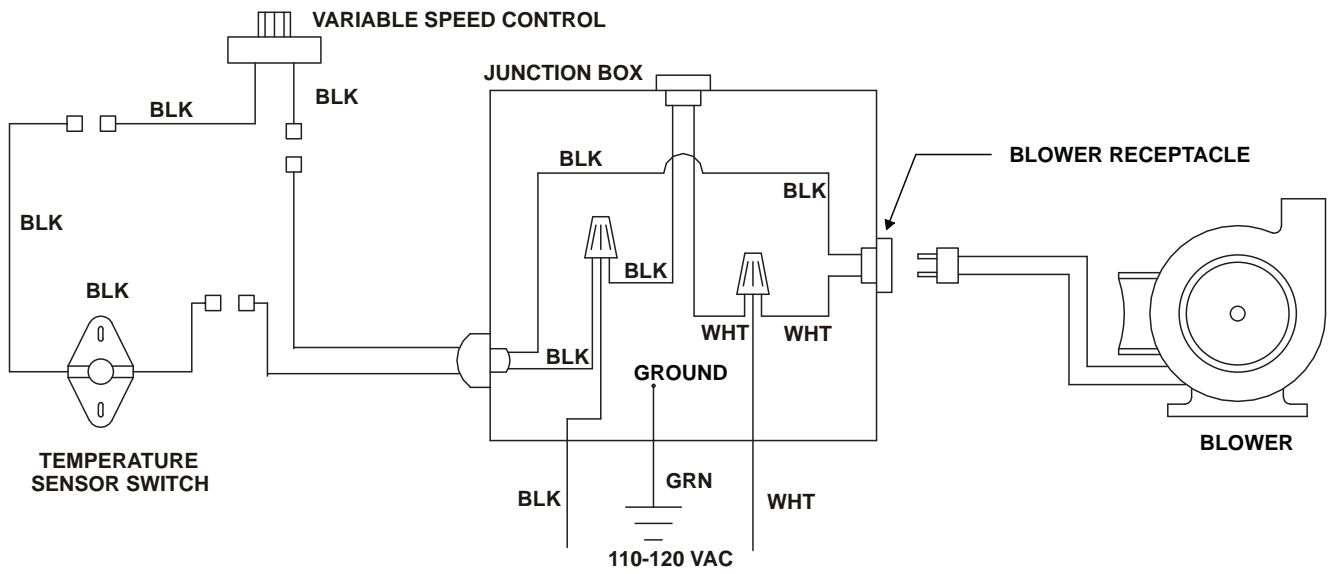 VARIABLE SPEED CONTROL
JUNCTION BOX
BLK
BLK
BLK
BLOWER RECEPTACLE
BLK
BLK
BLK
BLK
WHT
WHT
BLK
GROUND
BLOWER
TEMPERATURE
SENSOR SWITCH
GRN
BLK
WHT
110-120 VAC